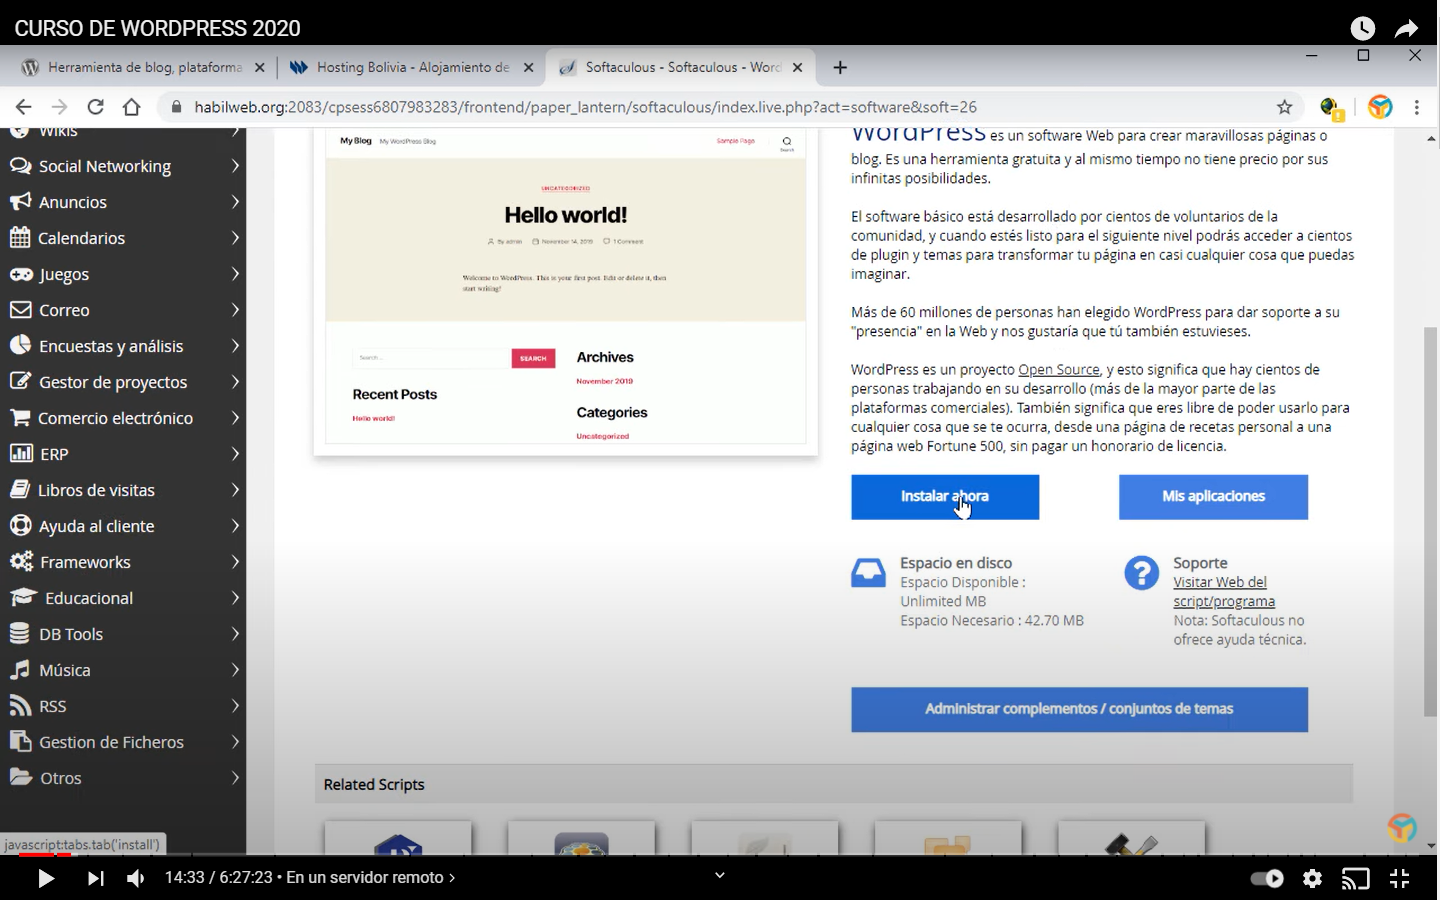 CURSO DE WORDPRESS 2020
Herramienta de blog, plataforma
Hosting Bolivia - Alojamiento de
Softaculous - Softaculous - Word
habilweb.org:2083/cpsess6807983283/frontend/paper_lantern/softaculous/index.live.php?act=software&soft=26
Wikis
Social Networking
Anuncios
Calendarios
Juegos
Correo
Encuestas y análisis
Gestor de proyectos
Comercio electrónico
ERP
Libros de visitas
Ayuda al cliente
Frameworks
Educacional
DB Tools
Música
RSS
Gestion de Ficheros
Otros
javascript:tabs.tab('install')
My Blog My WordPress Blog
Sample Page
Search
UNCATEGORIZED
Hello world!
By admin November 14, 2019 1 Comment
Welcome to WordPress. This is your first post. Edit or delete it, then
start writing!
Search …
SEARCH
Recent Posts
Hello world!
Archives
November 2019
Categories
Uncategorized
WordPress es un software Web para crear maravillosas páginas o
blog. Es una herramienta gratuita y al mismo tiempo no tiene precio por sus
infinitas posibilidades.
El software básico está desarrollado por cientos de voluntarios de la
comunidad, y cuando estés listo para el siguiente nivel podrás acceder a cientos
de plugin y temas para transformar tu página en casi cualquier cosa que puedas
imaginar.
Más de 60 millones de personas han elegido WordPress para dar soporte a su
"presencia" en la Web y nos gustaría que tú también estuvieses.
WordPress es un proyecto Open Source, y esto significa que hay cientos de
personas trabajando en su desarrollo (más de la mayor parte de las
plataformas comerciales). También significa que eres libre de poder usarlo para
cualquier cosa que se te ocurra, desde una página de recetas personal a una
página web Fortune 500, sin pagar un honorario de licencia.
Instalar ahora
Mis aplicaciones
Espacio en disco
Espacio Disponible :
Unlimited MB
Espacio Necesario : 42.70 MB
Soporte
Visitar Web del
script/programa
Nota: Softaculous no
ofrece ayuda técnica.
Administrar complementos / conjuntos de temas
Related Scripts
14:33 / 6:27:23 • En un servidor remoto